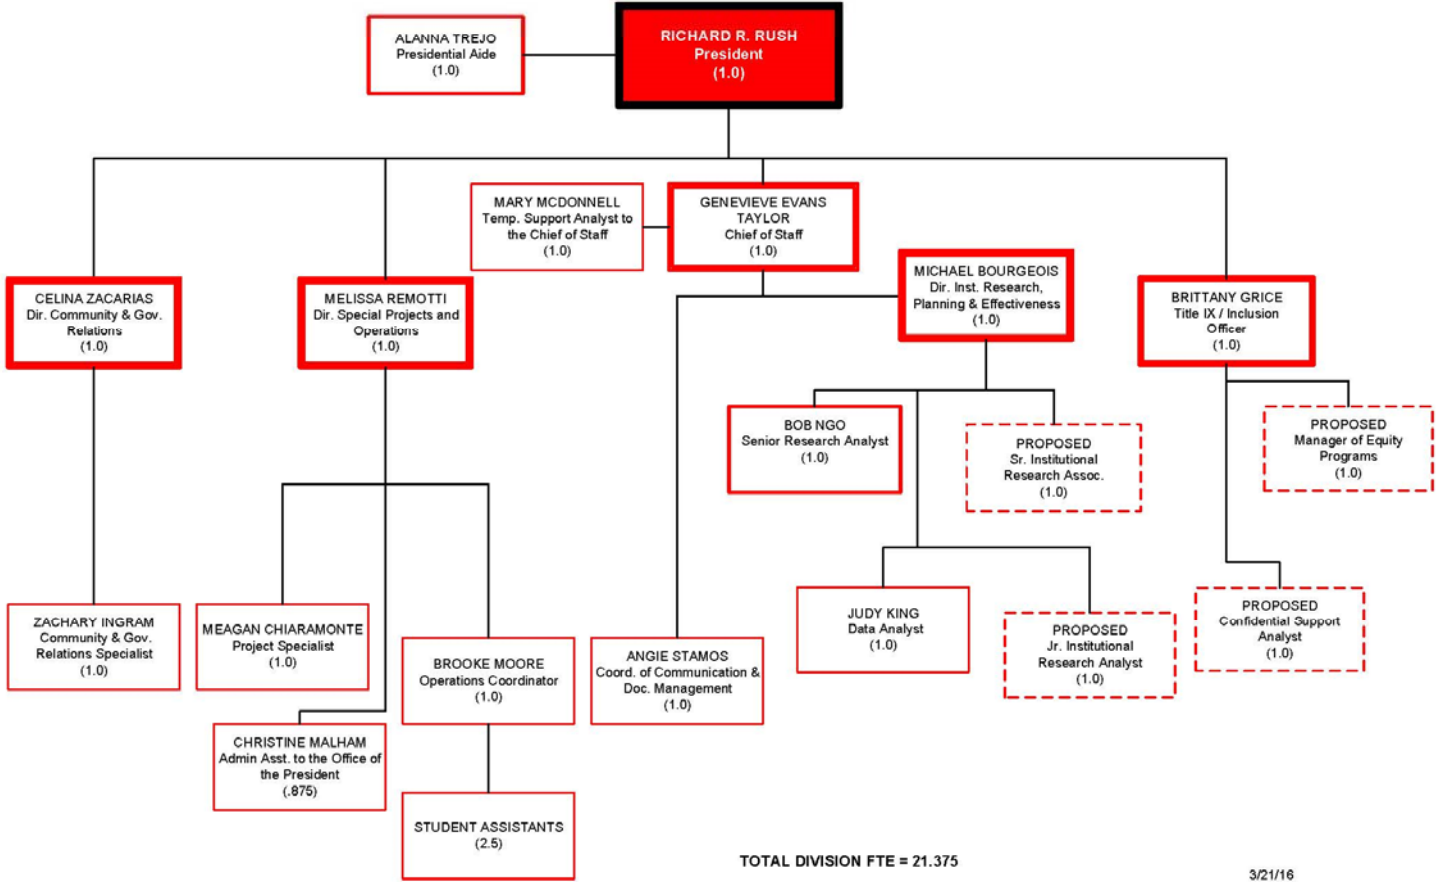 ALANNA TREJO
Presidential Aide
(1.0)
RICHARD R. RUSH
President
(1.0)
MARY MCDONNELL
Temp. Support Analyst to
the Chief of Staff
(1.0)
GENEVIEVE EVANS
TAYLOR
Chief of Staff
(1.0)
MICHAEL BOURGEOIS
Dir. Inst. Research,
Planning & Effectiveness
(1.0)
CELINA ZACARIAS
Dir. Community & Gov.
Relations
(1.0)
MELISSA REMOTTI
Dir. Special Projects and
Operations
(1.0)
BRITTANY GRICE
Title IX / Inclusion
Officer
(1.0)
BOB NGO
Senior Research Analyst
(1.0)
PROPOSED
Sr. Institutional
Research Assoc.
(1.0)
PROPOSED
Manager of Equity
Programs
(1.0)
ZACHARY INGRAM
Community & Gov.
Relations Specialist
(1.0)
MEAGAN CHIARAMONTE
Project Specialist
(1.0)
BROOKE MOORE
Operations Coordinator
(1.0)
ANGIE STAMOS
Coord. of Communication &
Doc. Management
(1.0)
JUDY KING
Data Analyst
(1.0)
PROPOSED
Jr. Institutional
Research Analyst
(1.0)
PROPOSED
Confidential Support
Analyst
(1.0)
CHRISTINE MALHAM
Admin Asst. to the Office of
the President
(.875)
STUDENT ASSISTANTS
(2.5)
TOTAL DIVISION FTE = 21.375
3/21/16